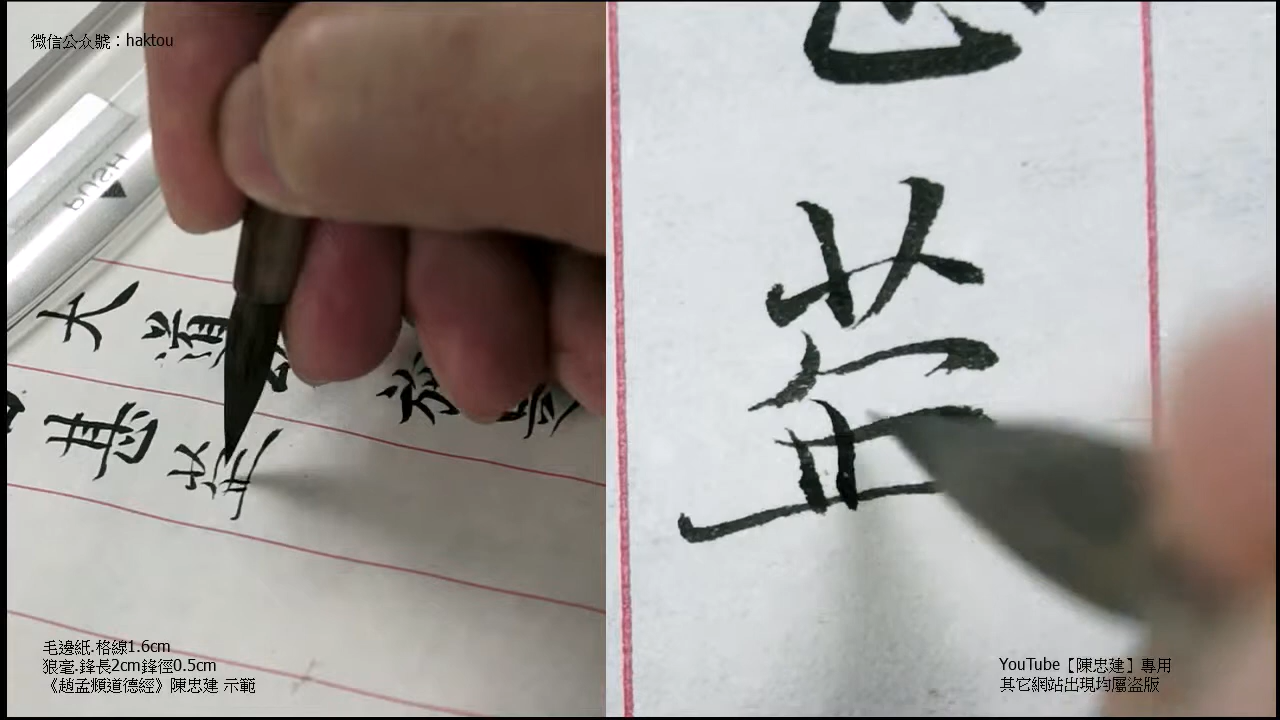 微信公众號：haktou
PUSH
大道
甚
毛邊紙.格線1.6cm
狼毫.鋒長2cm鋒徑0.5cm
《趙孟頫道德經》陳忠建 示範
YouTube［陳忠建］專用
其它網站出現均屬盜版